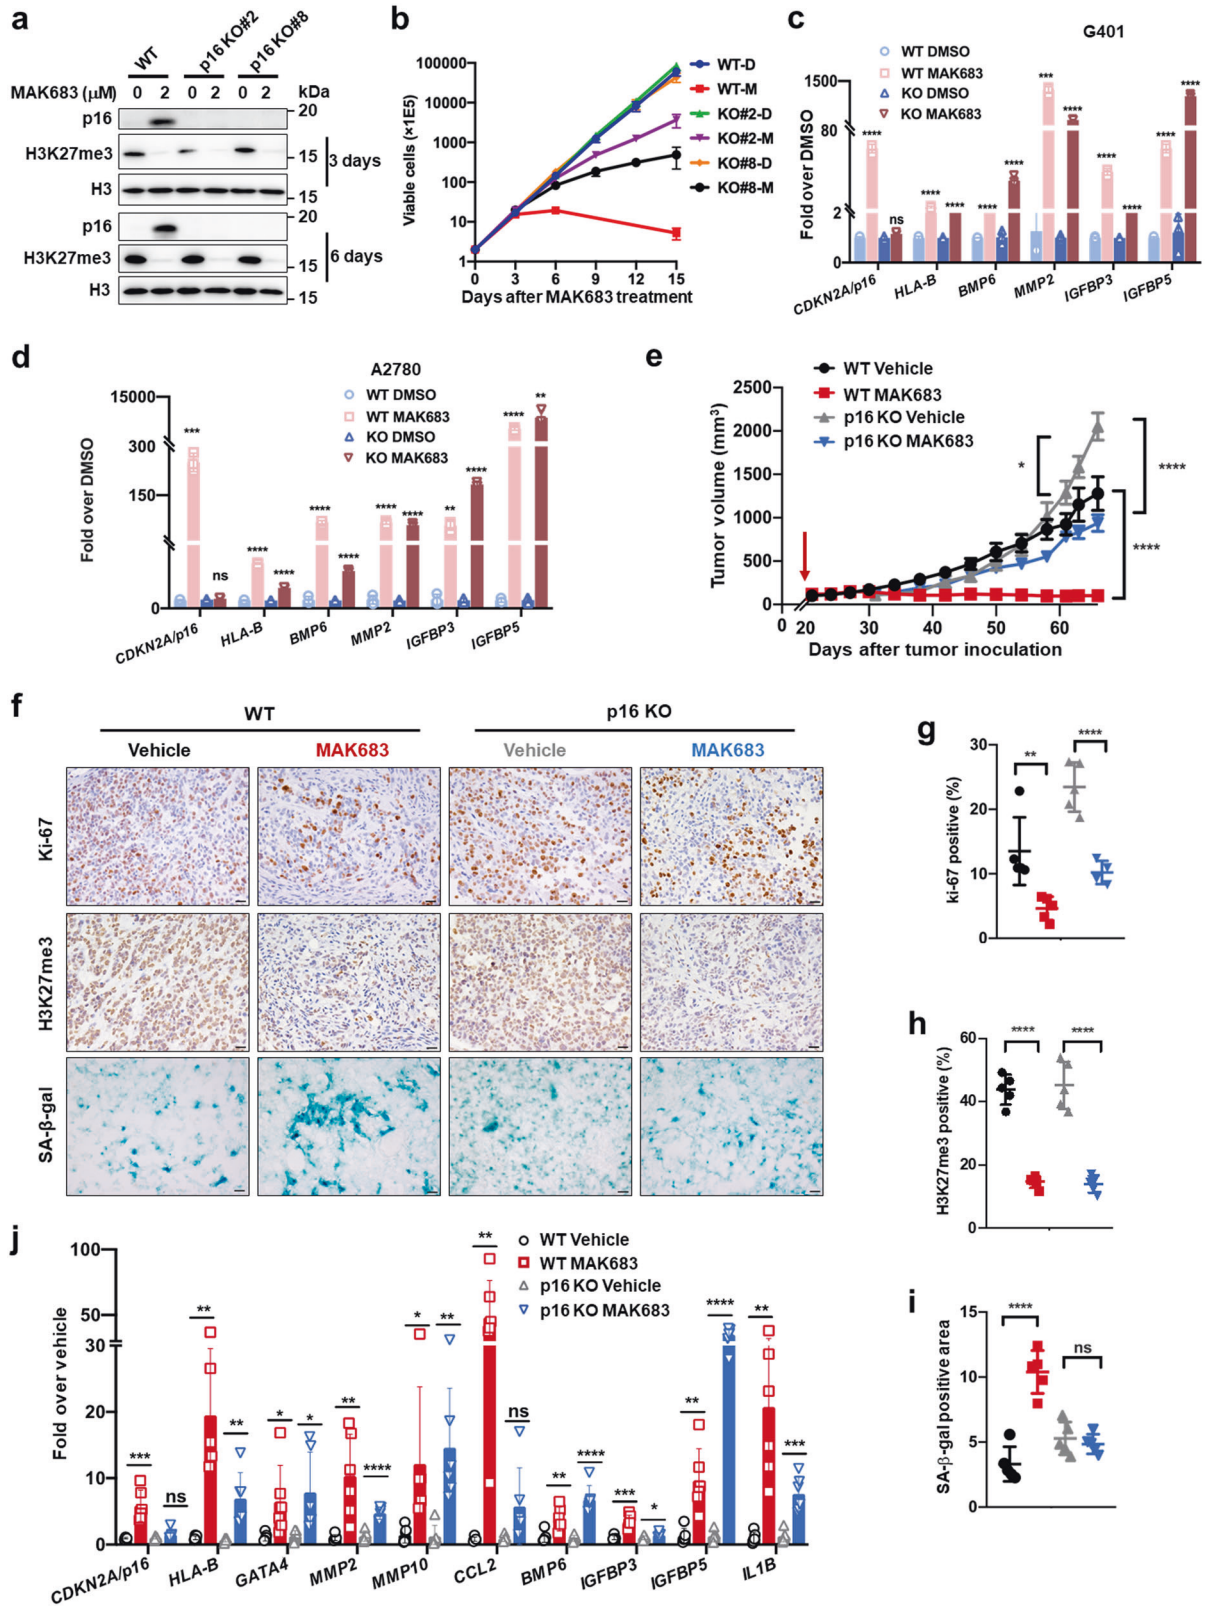 a
WT
p16 KO#2
p16 KO#8
MAK683 (μM) 0 2 0 2 0 2 kDa
p16
20
H3K27me3
15
3 days
H3
15
p16
20
H3K27me3
15
6 days
H3
15
b
Viable cells (×1E5)
100000
10000
1000
100
10
1
0 3 6 9 12 15
Days after MAK683 treatment
WT-D
WT-M
KO#2-D
KO#2-M
KO#8-D
KO#8-M
c
G401
WT DMSO
WT MAK683
KO DMSO
KO MAK683
Fold over DMSO
1500
80
2
0
**** ns **** **** **** **** *** **** **** **** **** ****
CDKN2A/p16 HLA-B BMP6 MMP2 IGFBP3 IGFBP5
d
A2780
WT DMSO
WT MAK683
KO DMSO
KO MAK683
Fold over DMSO
15000
300
150
0
*** ns **** **** **** **** **** **** ** **** **** **
CDKN2A/p16 HLA-B BMP6 MMP2 IGFBP3 IGFBP5
e
WT Vehicle
WT MAK683
p16 KO Vehicle
p16 KO MAK683
Tumor volume (mm³)
2500
2000
1500
1000
500
0
0 20 30 40 50 60
Days after tumor inoculation
*
****
****
f
WT p16 KO
Vehicle MAK683 Vehicle MAK683
Ki-67
H3K27me3
SA-β-gal
g
ki-67 positive (%)
30
20
10
0
** ****
h
H3K27me3 positive (%)
60
40
20
0
**** ****
i
SA-β-gal positive area
15
10
5
0
**** ns
j
WT Vehicle
WT MAK683
p16 KO Vehicle
p16 KO MAK683
Fold over vehicle
100
50
30
20
10
0
*** ns ** ** * * ** **** * ** ** ns ** **** *** * ** **** ** ***
CDKN2A/p16 HLA-B GATA4 MMP2 MMP10 CCL2 BMP6 IGFBP3 IGFBP5 IL1B